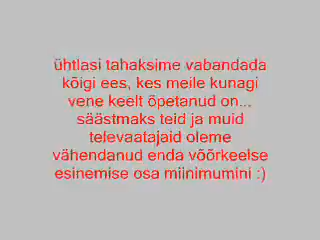 ühtlasi tahaksime vabandada
kõigi ees, kes meile kunagi
vene keelt õpetanud on...
säästmaks teid ja muid
televaatajaid oleme
vähendanud enda võõrkeelse
esinemise osa miinimumini :)